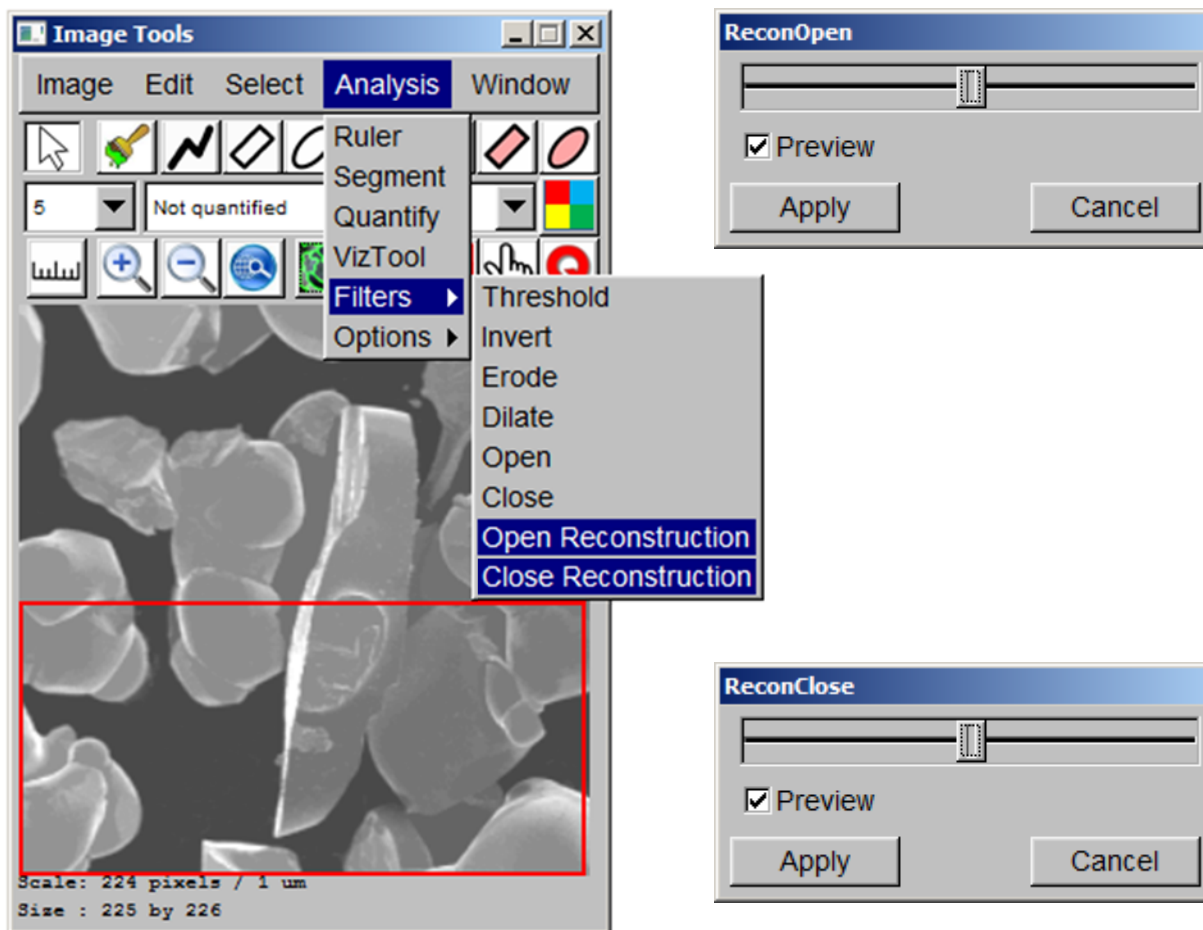 Image Tools
Image Edit Select Analysis Window
Ruler
Segment
5 Not quantified Quantify
VizTool
Filters
Options
Threshold
Invert
Erode
Dilate
Open
Close
Open Reconstruction
Close Reconstruction
Scale: 224 pixels / 1 um
Size : 225 by 226
ReconOpen
Preview
Apply Cancel
ReconClose
Preview
Apply Cancel